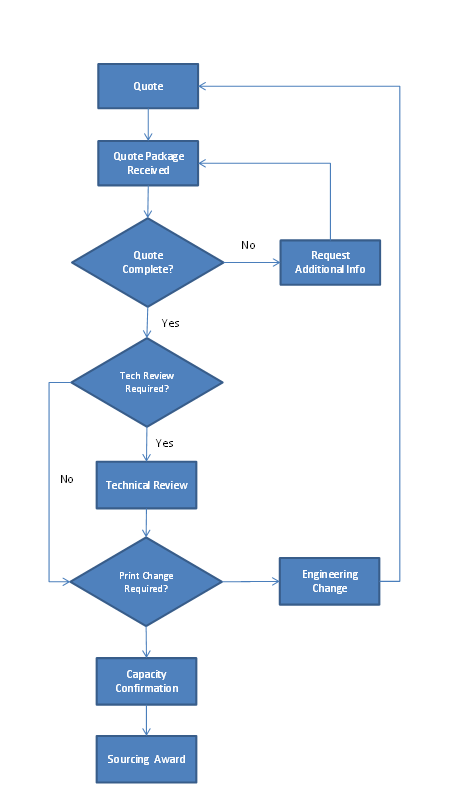 Quote
Quote Package
Received
Quote
Complete?
No
Request
Additional Info
Yes
Tech Review
Required?
Yes
No
Technical Review
Print Change
Required?
Engineering
Change
Capacity
Confirmation
Sourcing Award